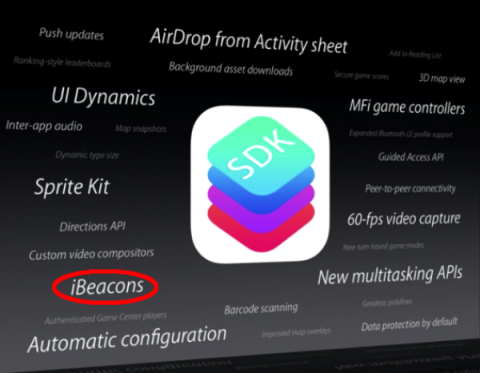 Push updates
AirDrop from Activity sheet
Add to Reading List
Ranking-style leaderboards
Background asset downloads
Secure game scores
3D map view
UI Dynamics
MFi game controllers
Inter-app audio
Map snapshots
Expanded Bluetooth LE profile support
SDK
Dynamic type size
Guided Access API
Sprite Kit
Peer-to-peer connectivity
Directions API
60-fps video capture
Custom video compositors
New turn-based game modes
iBeacons
New multitasking APIs
Geodesic polylines
Barcode scanning
Authenticated Game Center players
Data protection by default
Automatic configuration
Improved map overlays